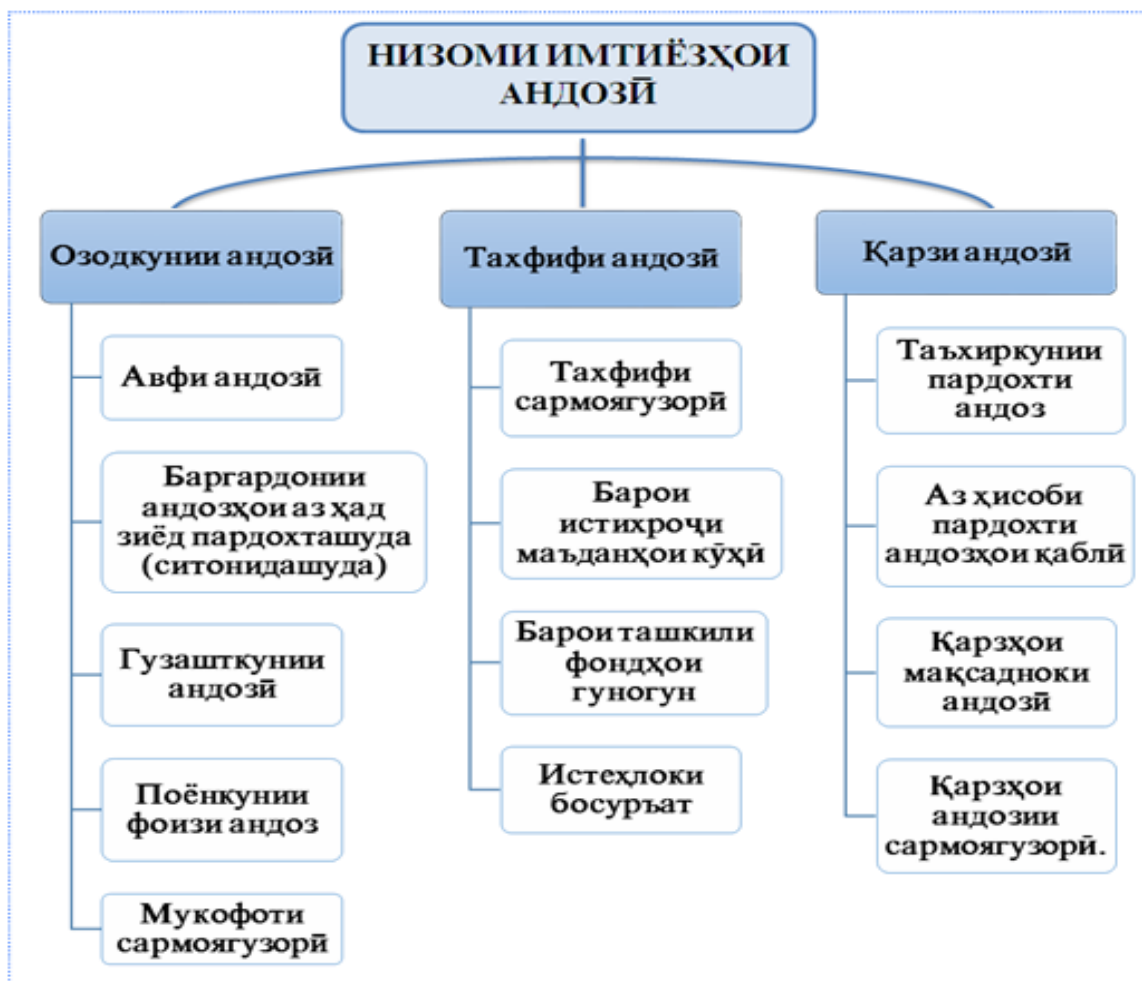 НИЗОМИ ИМТИЁЗҲОИ
АНДОЗӢ
Озодкунии андозӣ
Авфи андозӣ
Баргардонии
андозҳои аз ҳад
зиёд пардохташуда
(ситонидашуда)
Гузашткунии
андозӣ
Поёнкунии
фоизи андоз
Мукофоти
сармоягузорӣ
Тахфифи андозӣ
Тахфифи
сармоягузорӣ
Барои
истихроҷи
маъданҳои кӯҳӣ
Барои ташкили
фондҳои
гуногун
Истеҳлоки
босуръат
Қарзи андозӣ
Таъхиркунии
пардохти
андоз
Аз ҳисоби
пардохти
андозҳои қаблӣ
Қарзҳои
мақсадноки
андозӣ
Қарзҳои
андозии
сармоягузорӣ.